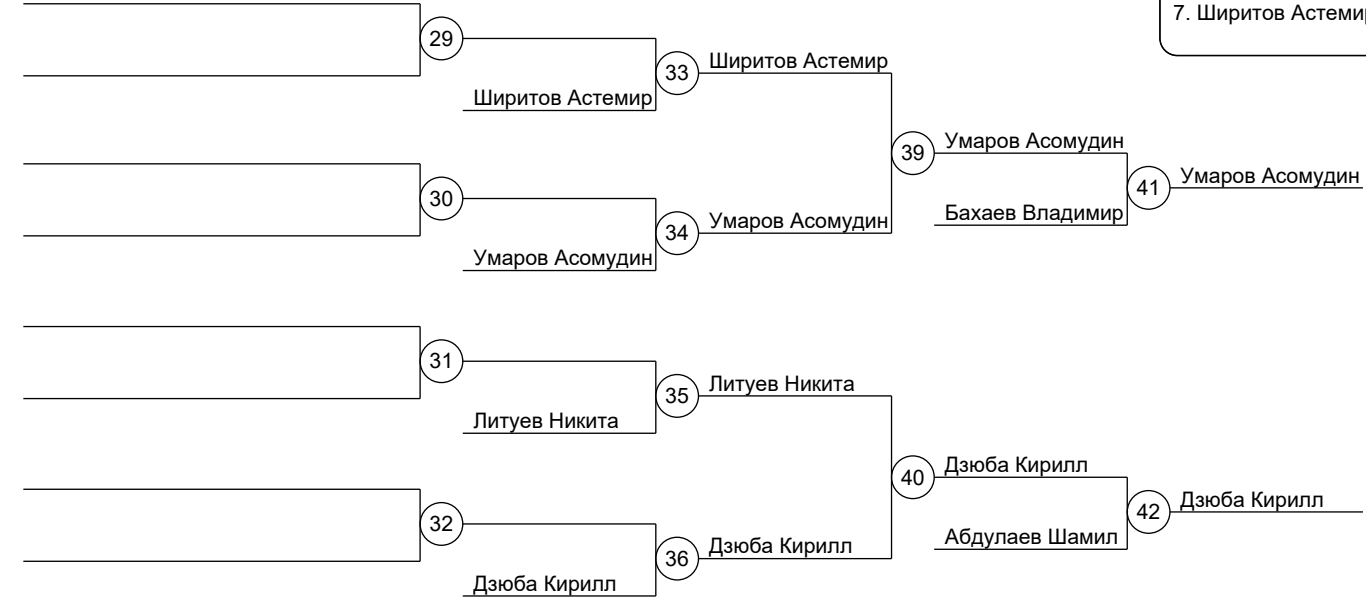 7. Ширитов Астемир
29
33
Ширитов Астемир
Ширитов Астемир
39
Умаров Асомудин
41
Умаров Асомудин
30
34
Умаров Асомудин
Бахаев Владимир
Умаров Асомудин
31
35
Литуев Никита
Литуев Никита
40
Дзюба Кирилл
42
Дзюба Кирилл
32
36
Дзюба Кирилл
Абдулаев Шамил
Дзюба Кирилл